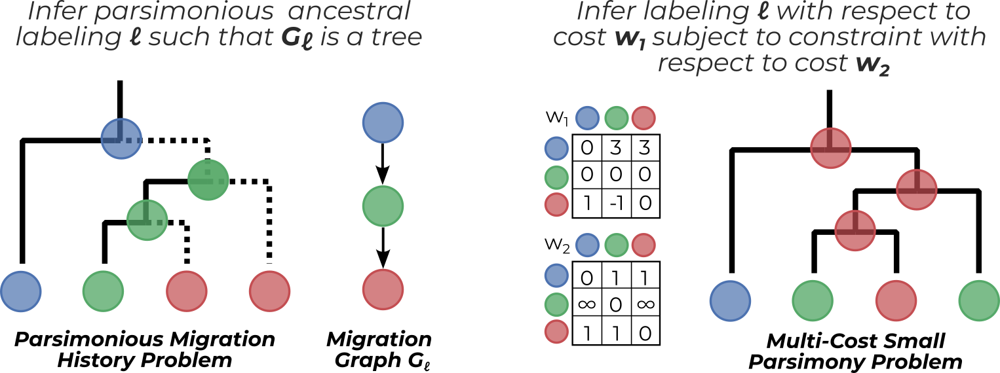 Infer parsimonious ancestral
labeling ℓ such that Gℓ is a tree
Parsimonious Migration
History Problem
Migration
Graph Gℓ
Infer labeling ℓ with respect to
cost w1 subject to constraint with
respect to cost w2
w1
0 3 3
0 0 0
1 -1 0
w2
0 1 1
∞ 0 ∞
1 1 0
Multi-Cost Small
Parsimony Problem